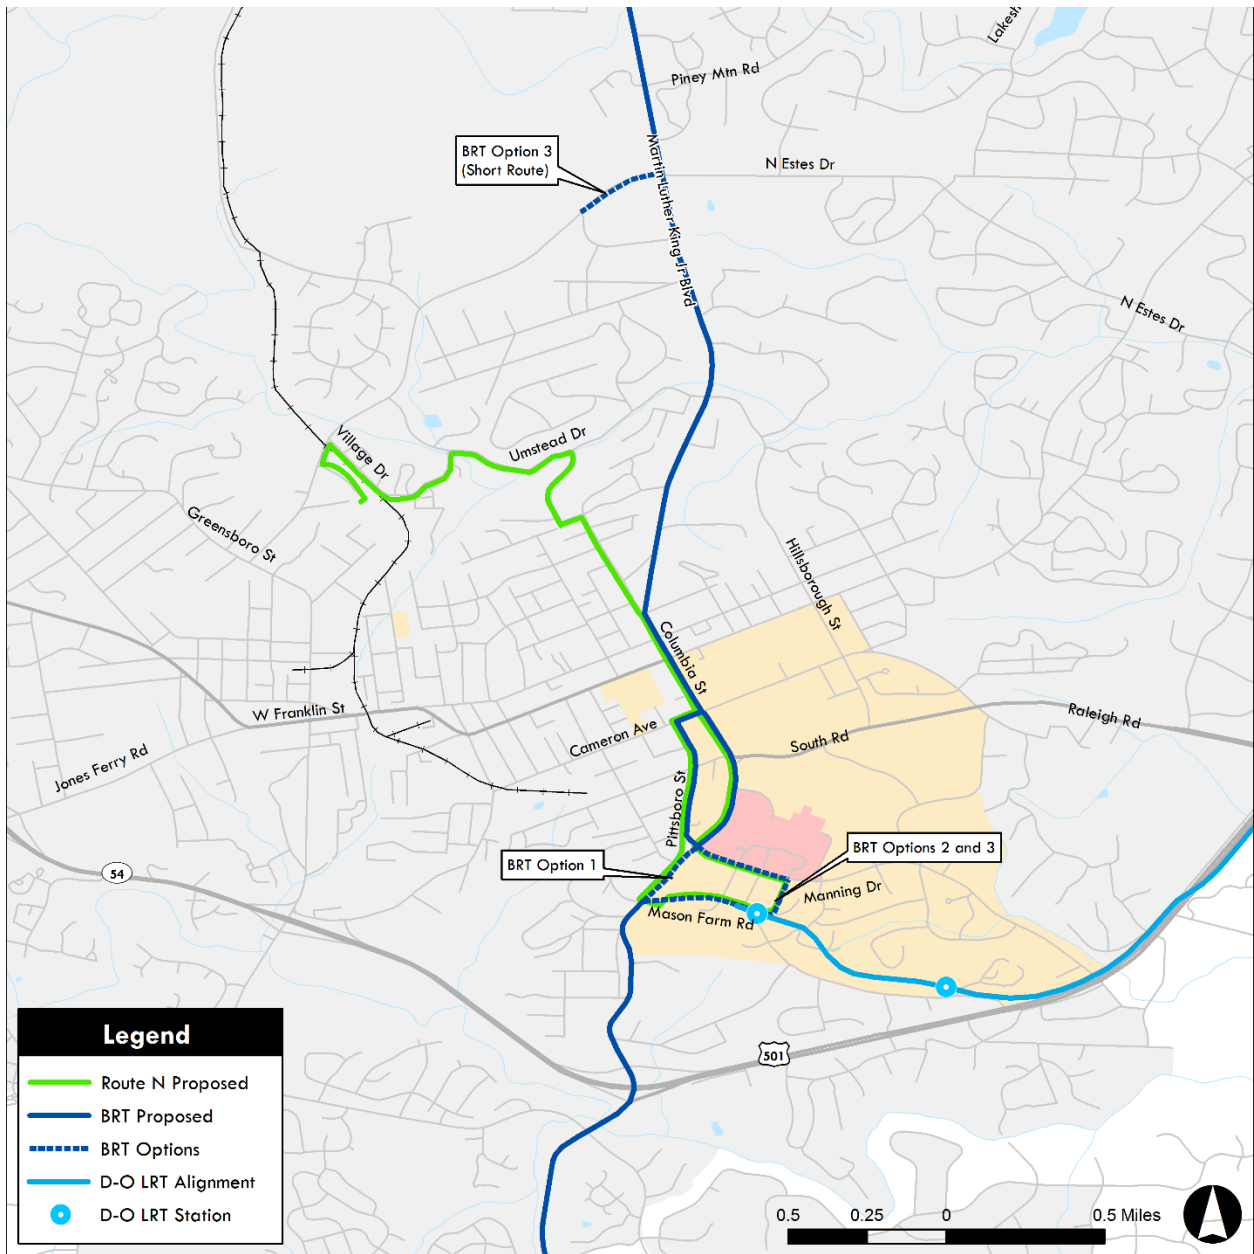 Lakesh
Piney Mtn Rd
BRT Option 3
(Short Route)
N Estes Dr
Martin Luther King Jr Blvd
N Estes Dr
Village Dr
Umstead Dr
Greensboro St
Hillsborough St
Columbia St
W Franklin St
Cameron Ave
Raleigh Rd
South Rd
Jones Ferry Rd
Pittsboro St
BRT Options 2 and 3
BRT Option 1
54
Manning Dr
Mason Farm Rd
501
Legend
Route N Proposed
BRT Proposed
BRT Options
D-O LRT Alignment
D-O LRT Station
0.5 0.25 0 0.5 Miles